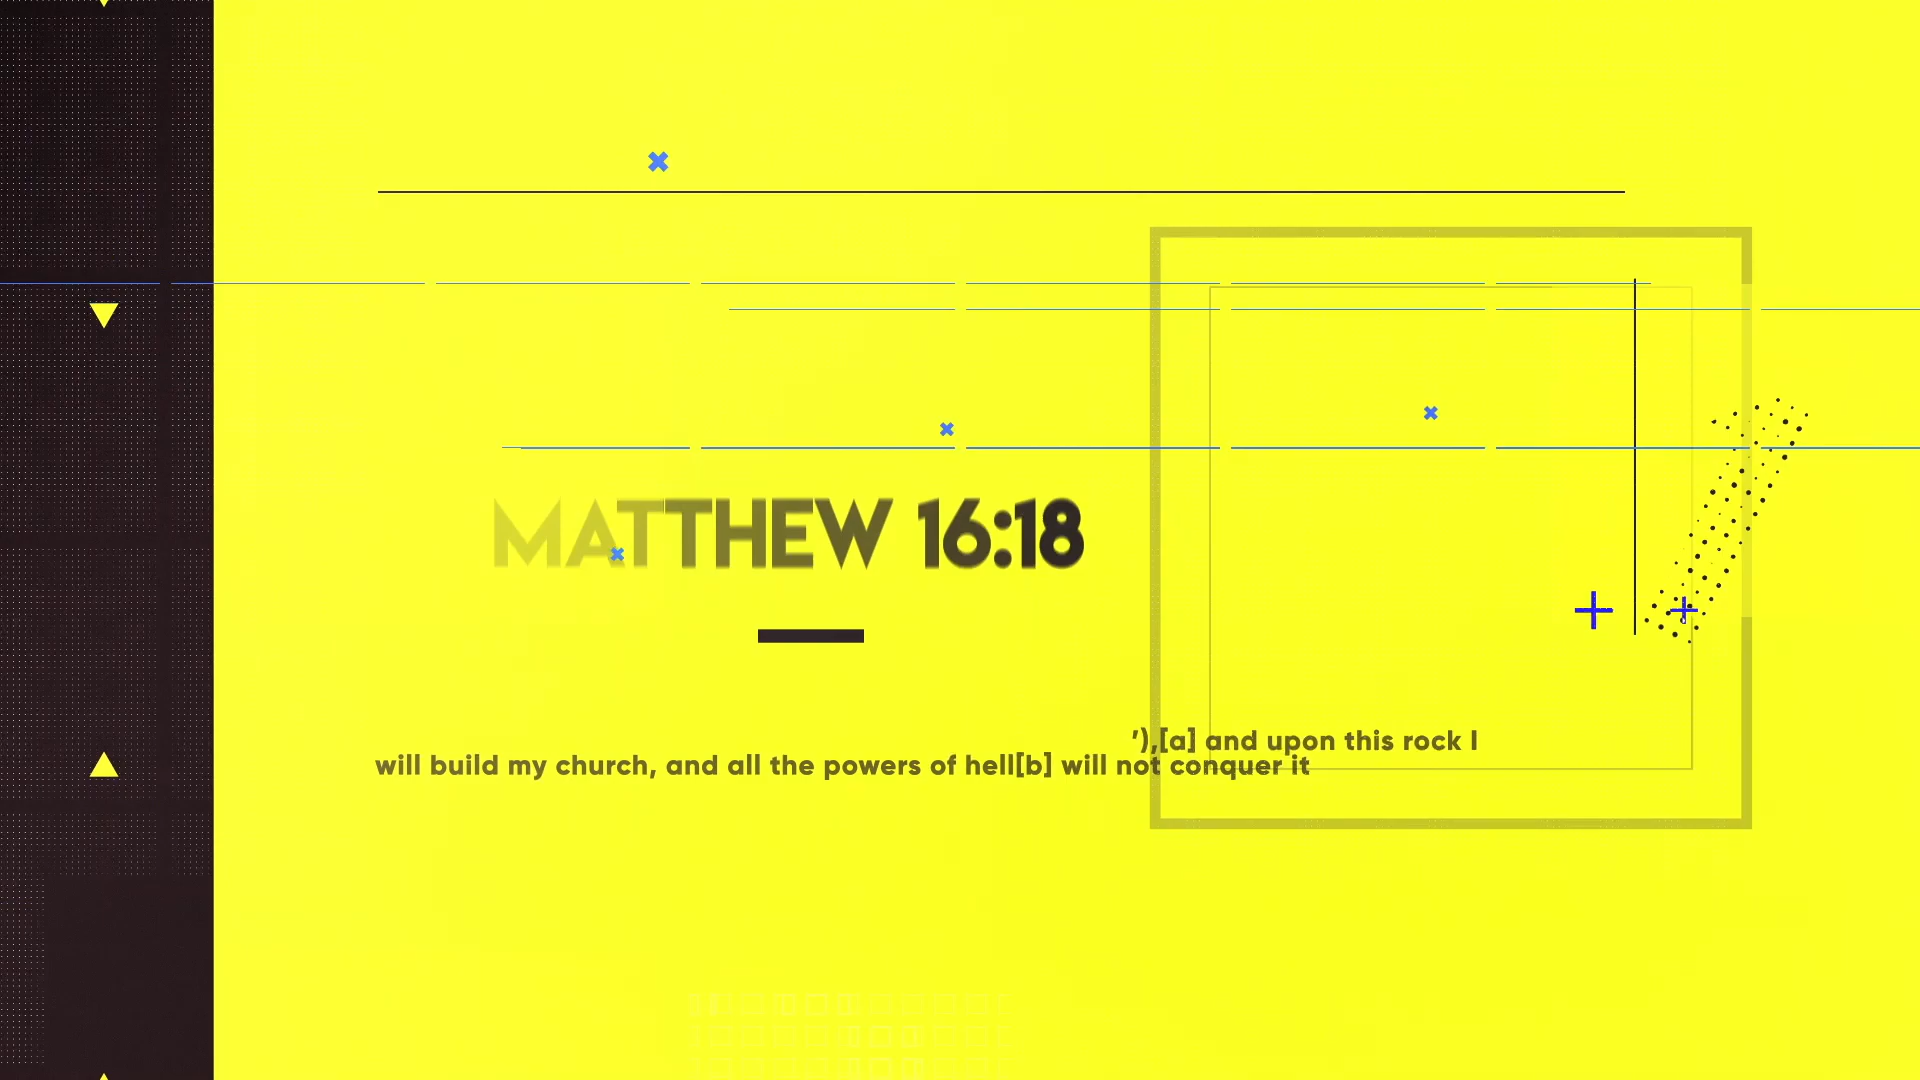 MATTHEW 16:18
’),[a] and upon this rock I
will build my church, and all the powers of hell[b] will not conquer it